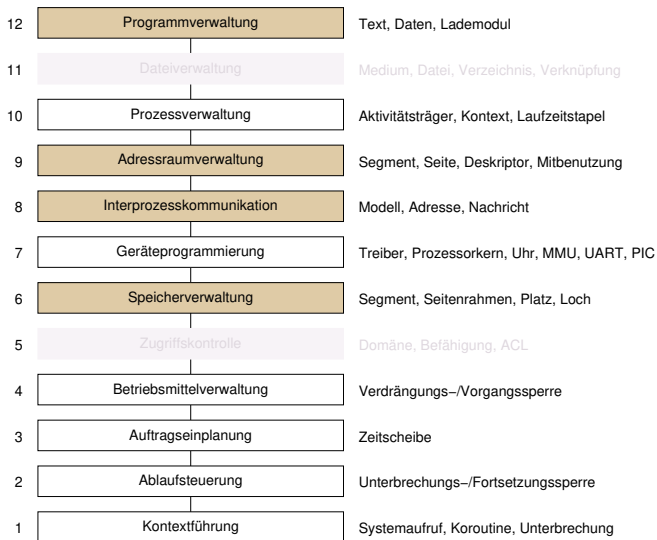 12 Programmverwaltung Text, Daten, Lademodul
11 Dateiverwaltung Medium, Datei, Verzeichnis, Verknüpfung
10 Prozessverwaltung Aktivitätsträger, Kontext, Laufzeitstapel
9 Adressraumverwaltung Segment, Seite, Deskriptor, Mitbenutzung
8 Interprozesskommunikation Modell, Adresse, Nachricht
7 Geräteprogrammierung Treiber, Prozessorkern, Uhr, MMU, UART, PIC
6 Speicherverwaltung Segment, Seitenrahmen, Platz, Loch
5 Zugriffskontrolle Domäne, Befähigung, ACL
4 Betriebsmittelverwaltung Verdrängungs−/Vorgangssperre
3 Auftragseinplanung Zeitscheibe
2 Ablaufsteuerung Unterbrechungs−/Fortsetzungssperre
1 Kontextführung Systemaufruf, Koroutine, Unterbrechung